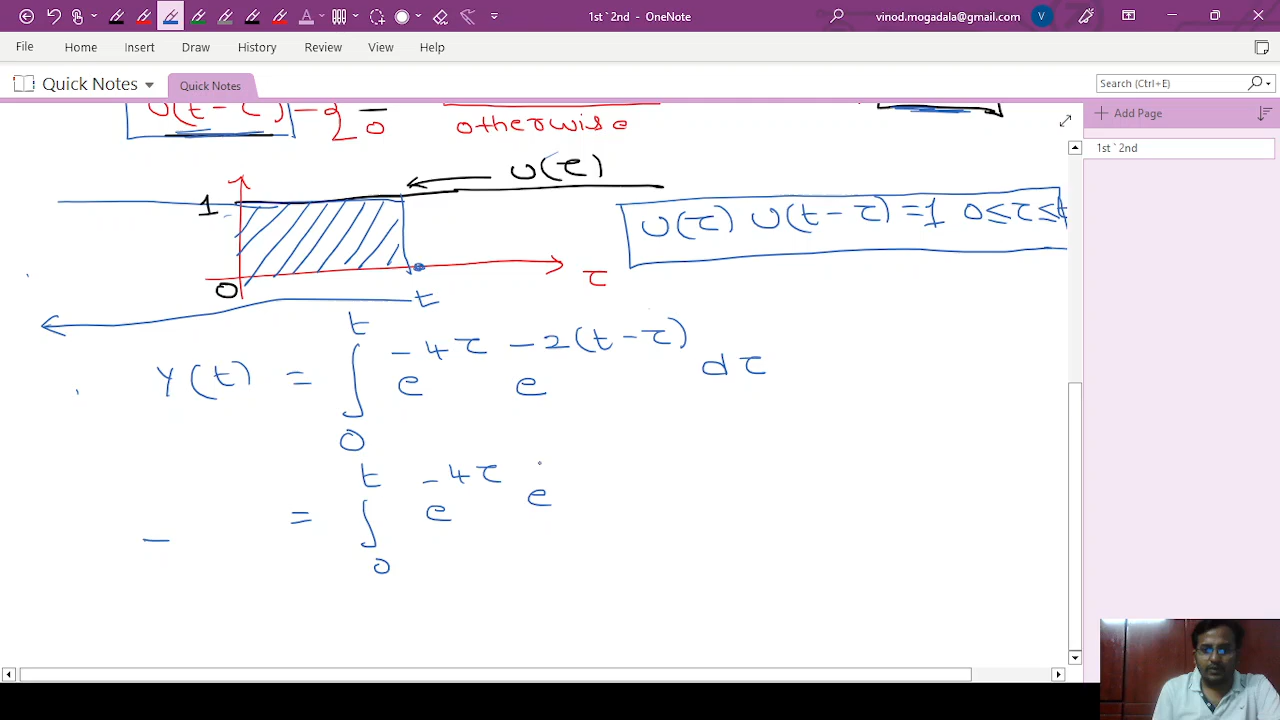 1st ` 2nd - OneNote
vinod.mogadala@gmail.com V
File Home Insert Draw History Review View Help
Quick Notes Quick Notes
Search (Ctrl+E)
Add Page
1st ` 2nd
U(t - τ) = { 0 otherwise
U(τ)
1
U(τ) U(t - τ) = 1 0 ≤ τ ≤ t
0 τ
t
y(t) = ∫₀ᵗ e^{-4τ} e^{-2(t-τ)} dτ
= ∫₀ᵗ e^{-4τ} e